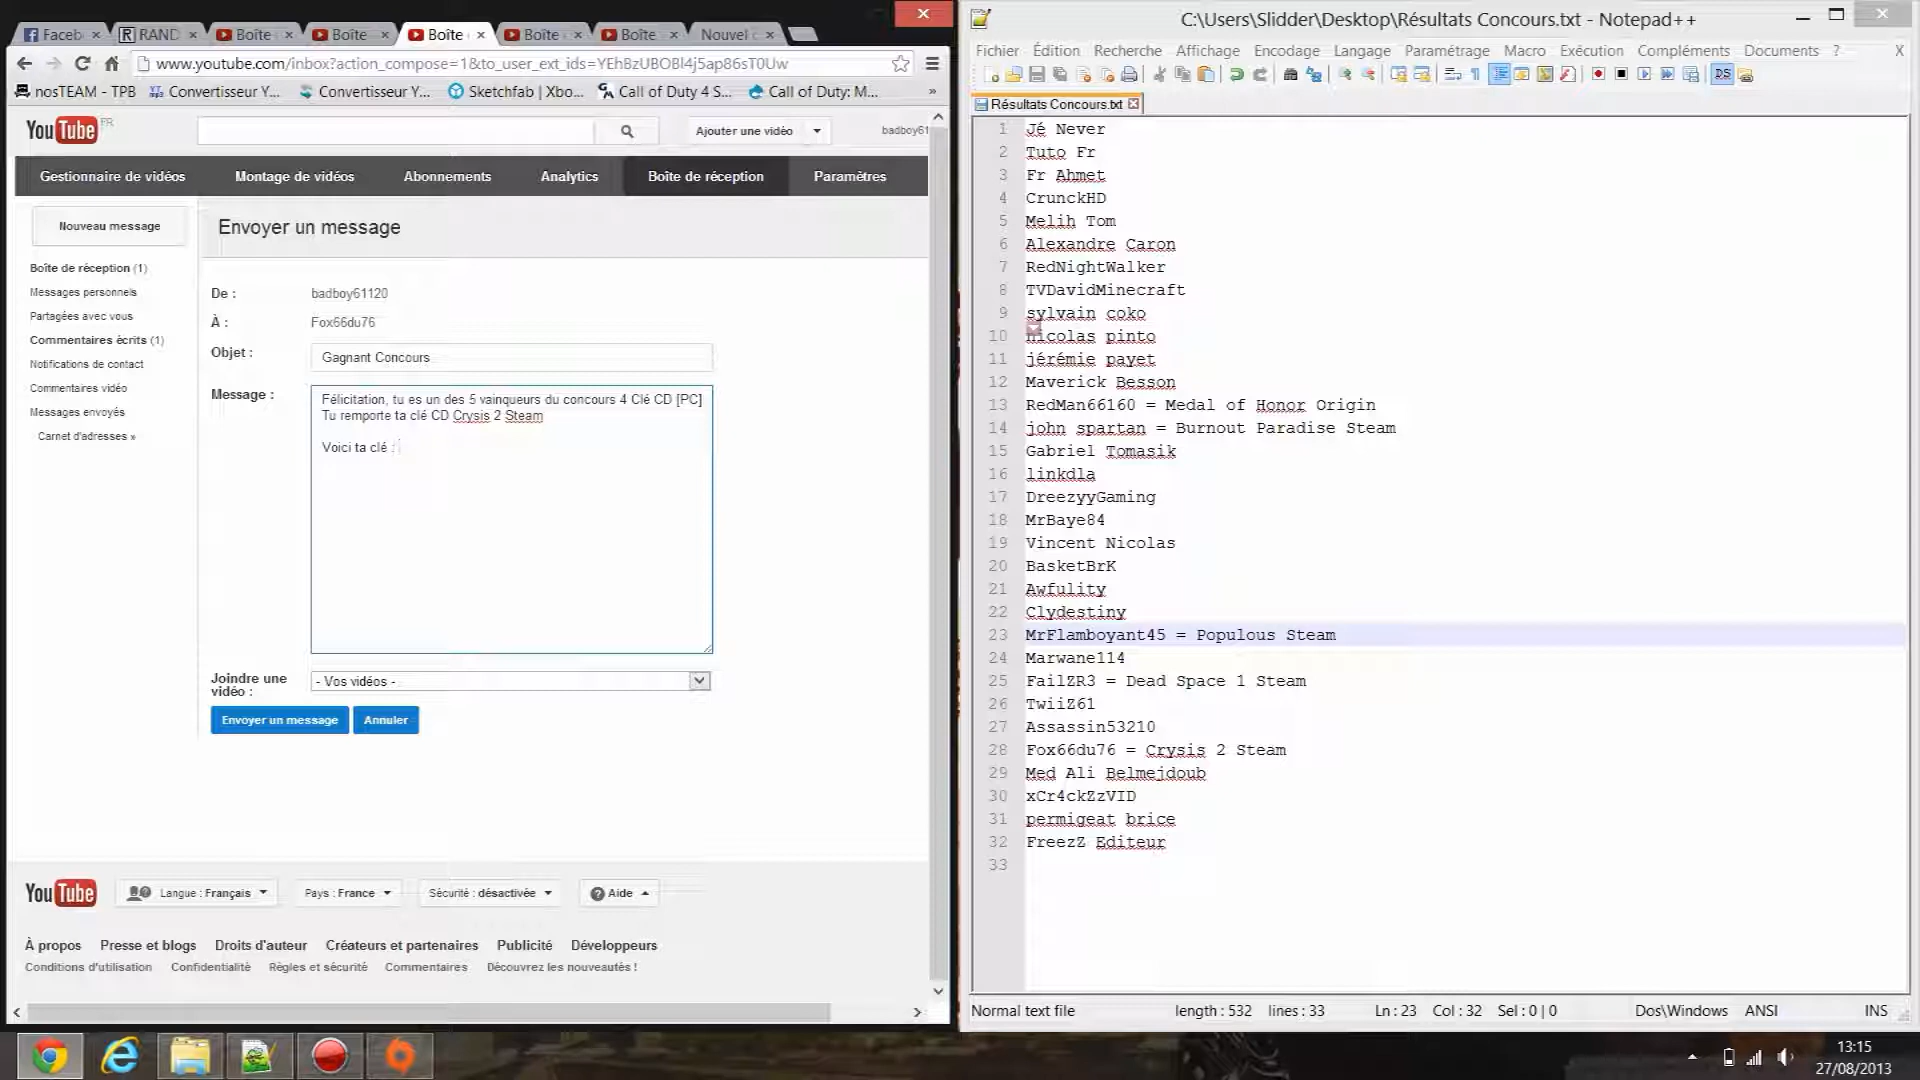 Faceb
RAND
Boîte
Boîte
Boîte
Boîte
Boîte
Nouvel
www.youtube.com/inbox?action_compose=1&to_user_ext_ids=YEhBzUBOBl4j5ap86sT0Uw
nosTEAM - TPB
Convertisseur Y...
Convertisseur Y...
Sketchfab | Xbo...
Call of Duty 4 S...
Call of Duty: M...
»
YouTube FR
Ajouter une vidéo
badboy61
Gestionnaire de vidéos
Montage de vidéos
Abonnements
Analytics
Boîte de réception
Paramètres
Nouveau message
Boîte de réception (1)
Messages personnels
Partagées avec vous
Commentaires écrits (1)
Notifications de contact
Commentaires vidéo
Messages envoyés
Carnet d'adresses »
Envoyer un message
De : badboy61120
À : Fox66du76
Objet : Gagnant Concours
Message :
Félicitation, tu es un des 5 vainqueurs du concours 4 Clé CD [PC]
Tu remporte ta clé CD Crysis 2 Steam
Voici ta clé :
Joindre une
vidéo :
- Vos vidéos -
Envoyer un message
Annuler
YouTube
Langue : Français
Pays : France
Sécurité : désactivée
Aide
À propos
Presse et blogs
Droits d'auteur
Créateurs et partenaires
Publicité
Développeurs
Conditions d'utilisation
Confidentialité
Règles et sécurité
Commentaires
Découvrez les nouveautés !
C:\Users\Slidder\Desktop\Résultats Concours.txt - Notepad++
Fichier
Édition
Recherche
Affichage
Encodage
Langage
Paramétrage
Macro
Exécution
Compléments
Documents
?
X
DS
Résultats Concours.txt
1 Jé Never
2 Tuto Fr
3 Fr Ahmet
4 CrunckHD
5 Melih Tom
6 Alexandre Caron
7 RedNightWalker
8 TVDavidMinecraft
9 sylvain coko
10 nicolas pinto
11 jérémie payet
12 Maverick Besson
13 RedMan66160 = Medal of Honor Origin
14 john spartan = Burnout Paradise Steam
15 Gabriel Tomasik
16 linkdla
17 DreezyyGaming
18 MrBaye84
19 Vincent Nicolas
20 BasketBrK
21 Awfulity
22 Clydestiny
23 MrFlamboyant45 = Populous Steam
24 Marwane114
25 FailZR3 = Dead Space 1 Steam
26 TwiiZ61
27 Assassin53210
28 Fox66du76 = Crysis 2 Steam
29 Med Ali Belmejdoub
30 xCr4ckZzVID
31 permigeat brice
32 FreezZ Editeur
33
Normal text file
length : 532 lines : 33
Ln : 23 Col : 32 Sel : 0 | 0
Dos\Windows
ANSI
INS
13:15
27/08/2013